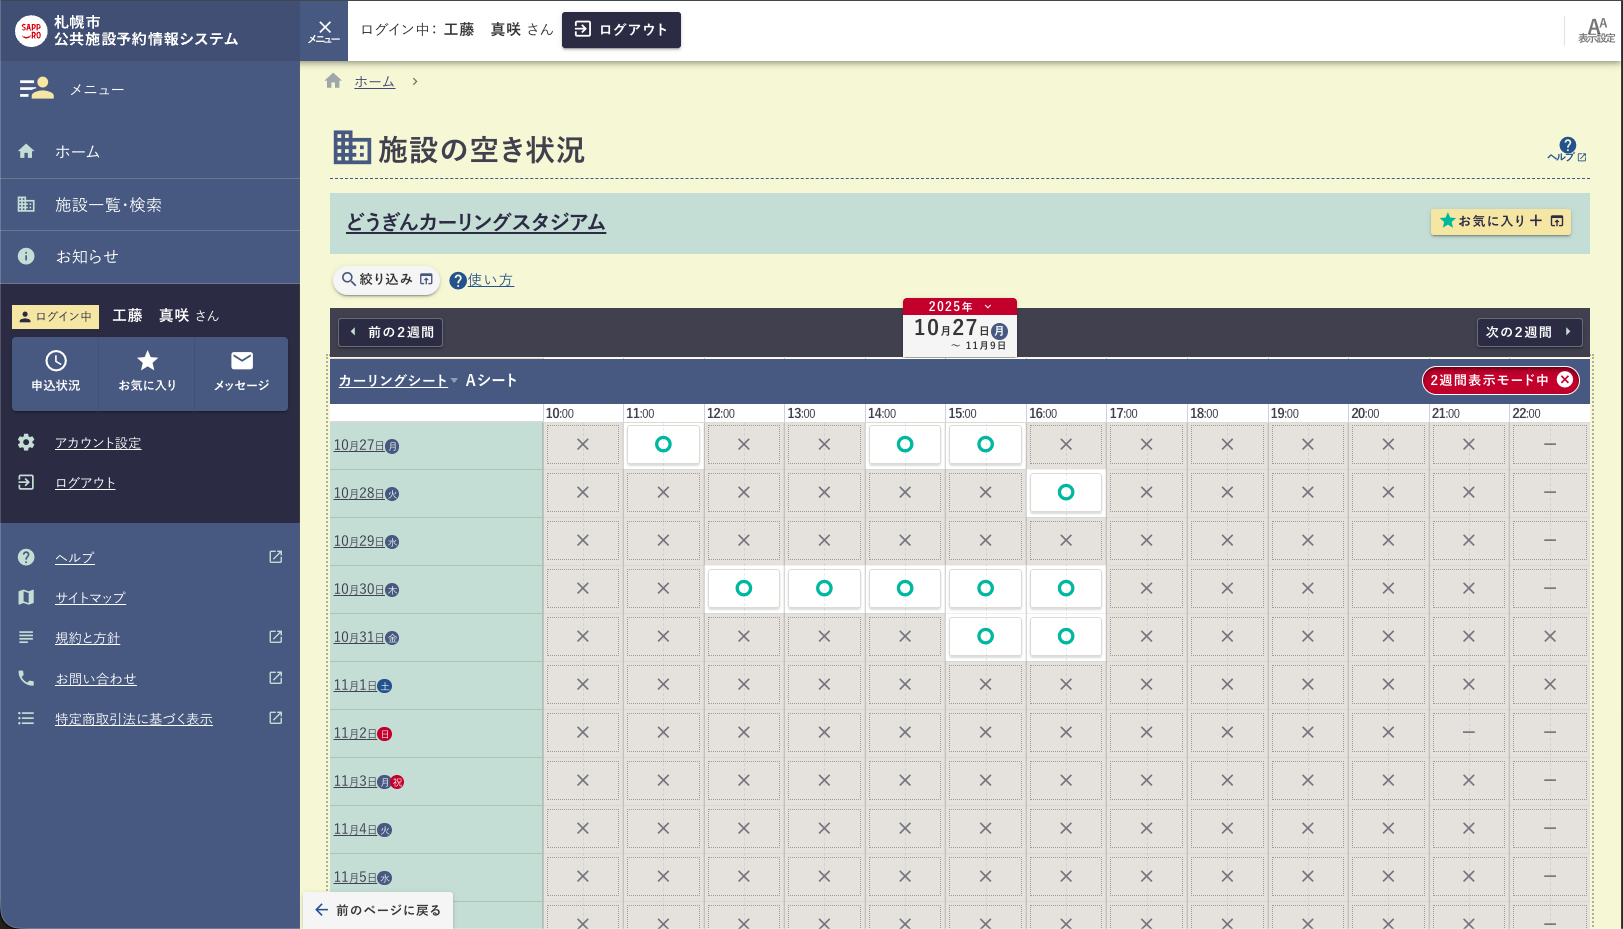 SAPP
RO
札幌市
公共施設予約情報システム
メニュー
ログイン中： 工藤　真咲 さん
ログアウト
AA
表示設定
メニュー
ホーム
施設一覧・検索
お知らせ
ログイン中 工藤　真咲 さん
申込状況 お気に入り メッセージ
アカウント設定
ログアウト
ヘルプ
サイトマップ
規約と方針
お問い合わせ
特定商取引法に基づく表示
ホーム
施設の空き状況
ヘルプ
どうぎんカーリングスタジアム
お気に入り＋
絞り込み
使い方
前の2週間
2025年
10月27日月
～ 11月9日
次の2週間
カーリングシート Aシート
2週間表示モード中
10:00 11:00 12:00 13:00 14:00 15:00 16:00 17:00 18:00 19:00 20:00 21:00 22:00
10月27日月 × ○ × × ○ ○ × × × × × × －
10月28日火 × × × × × × ○ × × × × × －
10月29日水 × × × × × × × × × × × × －
10月30日木 × × ○ ○ ○ ○ ○ × × × × × －
10月31日金 × × × × × ○ ○ × × × × × ×
11月1日土 × × × × × × × × × × × × ×
11月2日日 × × × × × × × × × × × － －
11月3日月祝 × × × × × × × × × × × × －
11月4日火 × × × × × × × × × × × × －
11月5日水 × × × × × × × × × × × × －
× × × × × × × × × × × × －
前のページに戻る